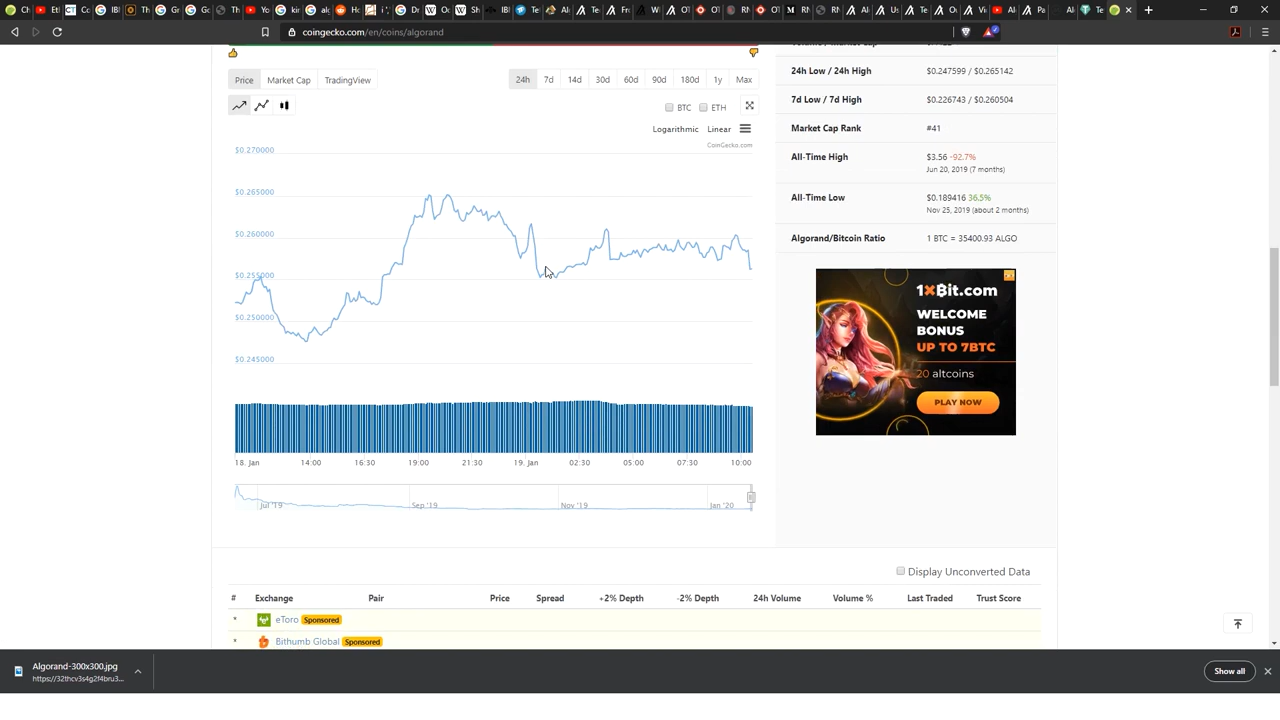 coingecko.com/en/coins/algorand
Price
Market Cap
TradingView
24h
7d
14d
30d
60d
90d
180d
1y
Max
BTC
ETH
Logarithmic
Linear
CoinGecko.com
$0.270000
$0.265000
$0.260000
$0.255000
$0.250000
$0.245000
18. Jan
14:00
16:30
19:00
21:30
19. Jan
02:30
05:00
07:30
10:00
Jul '19
Sep '19
Nov '19
Jan '20
24h Low / 24h High
$0.247599 / $0.265142
7d Low / 7d High
$0.226743 / $0.260504
Market Cap Rank
#41
All-Time High
$3.56 -92.7%
Jun 20, 2019 (7 months)
All-Time Low
$0.189416 36.5%
Nov 25, 2019 (about 2 months)
Algorand/Bitcoin Ratio
1 BTC = 35400.93 ALGO
1XBit.com
WELCOME
BONUS
UP TO 7BTC
20 altcoins
PLAY NOW
Display Unconverted Data
# Exchange Pair Price Spread +2% Depth -2% Depth 24h Volume Volume % Last Traded Trust Score
* eToro Sponsored
* Bithumb Global Sponsored
Algorand-300x300.jpg
https://32thcv3s4g2f4bru3...
Show all